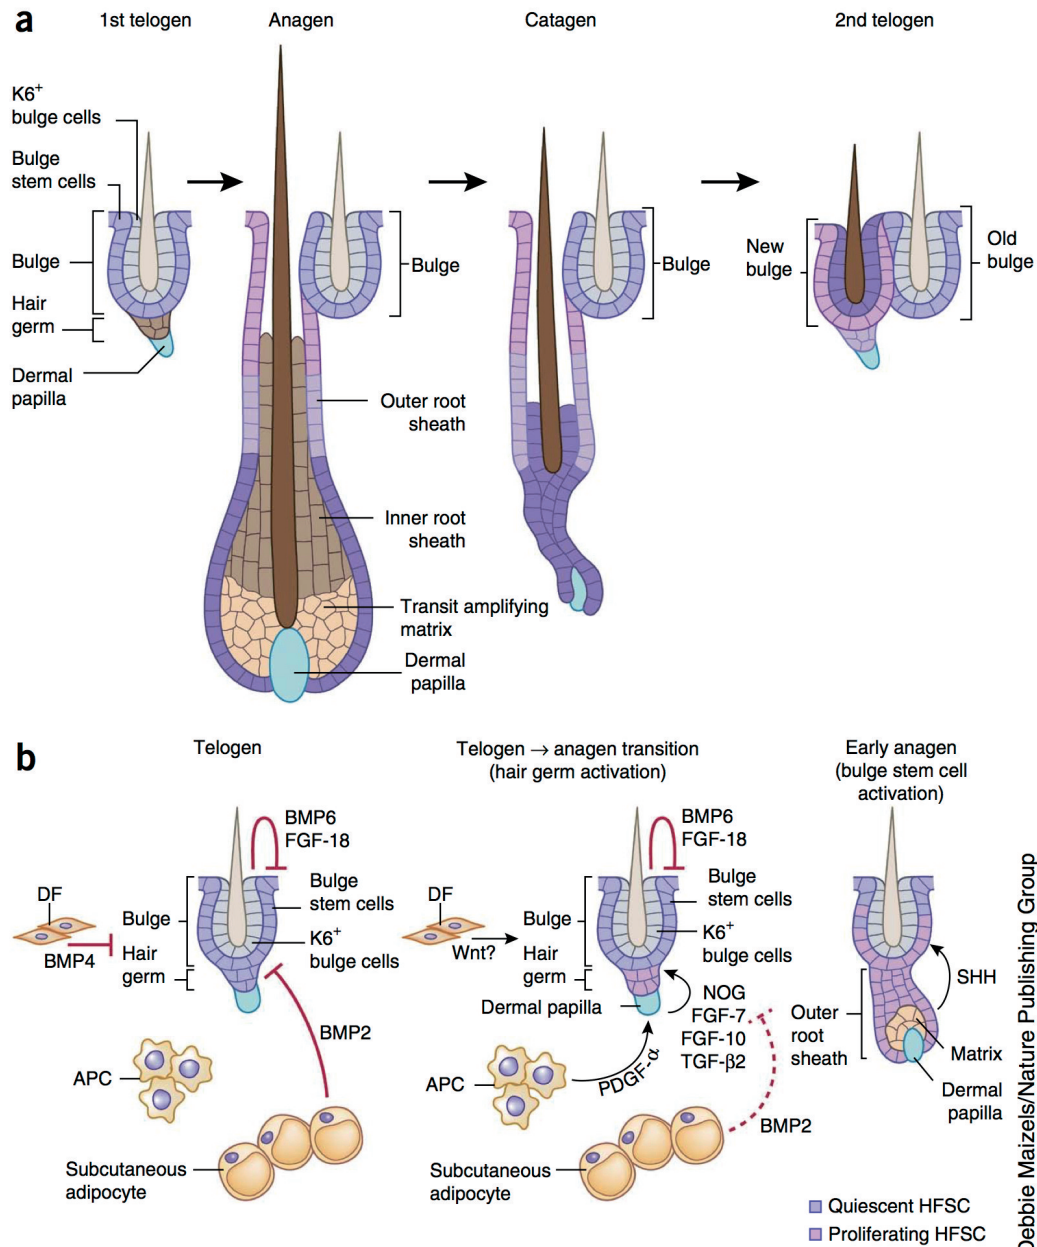 a
1st telogen
Anagen
Catagen
2nd telogen
K6+
bulge cells
Bulge
stem cells
Bulge
Hair
germ
Dermal
papilla
Bulge
Outer root
sheath
Inner root
sheath
Transit amplifying
matrix
Dermal
papilla
Bulge
New
bulge
Old
bulge
b
Telogen
BMP6
FGF-18
DF
BMP4
Bulge
Hair
germ
Bulge
stem cells
K6+
bulge cells
BMP2
APC
Subcutaneous
adipocyte
Telogen → anagen transition
(hair germ activation)
BMP6
FGF-18
DF
Wnt?
Bulge
Hair
germ
Bulge
stem cells
K6+
bulge cells
Dermal papilla
NOG
FGF-7
FGF-10
TGF-β2
PDGF-α
APC
BMP2
Subcutaneous
adipocyte
Early anagen
(bulge stem cell
activation)
SHH
Outer
root
sheath
Matrix
Dermal
papilla
Quiescent HFSC
Proliferating HFSC
Debbie Maizels/Nature Publishing Group